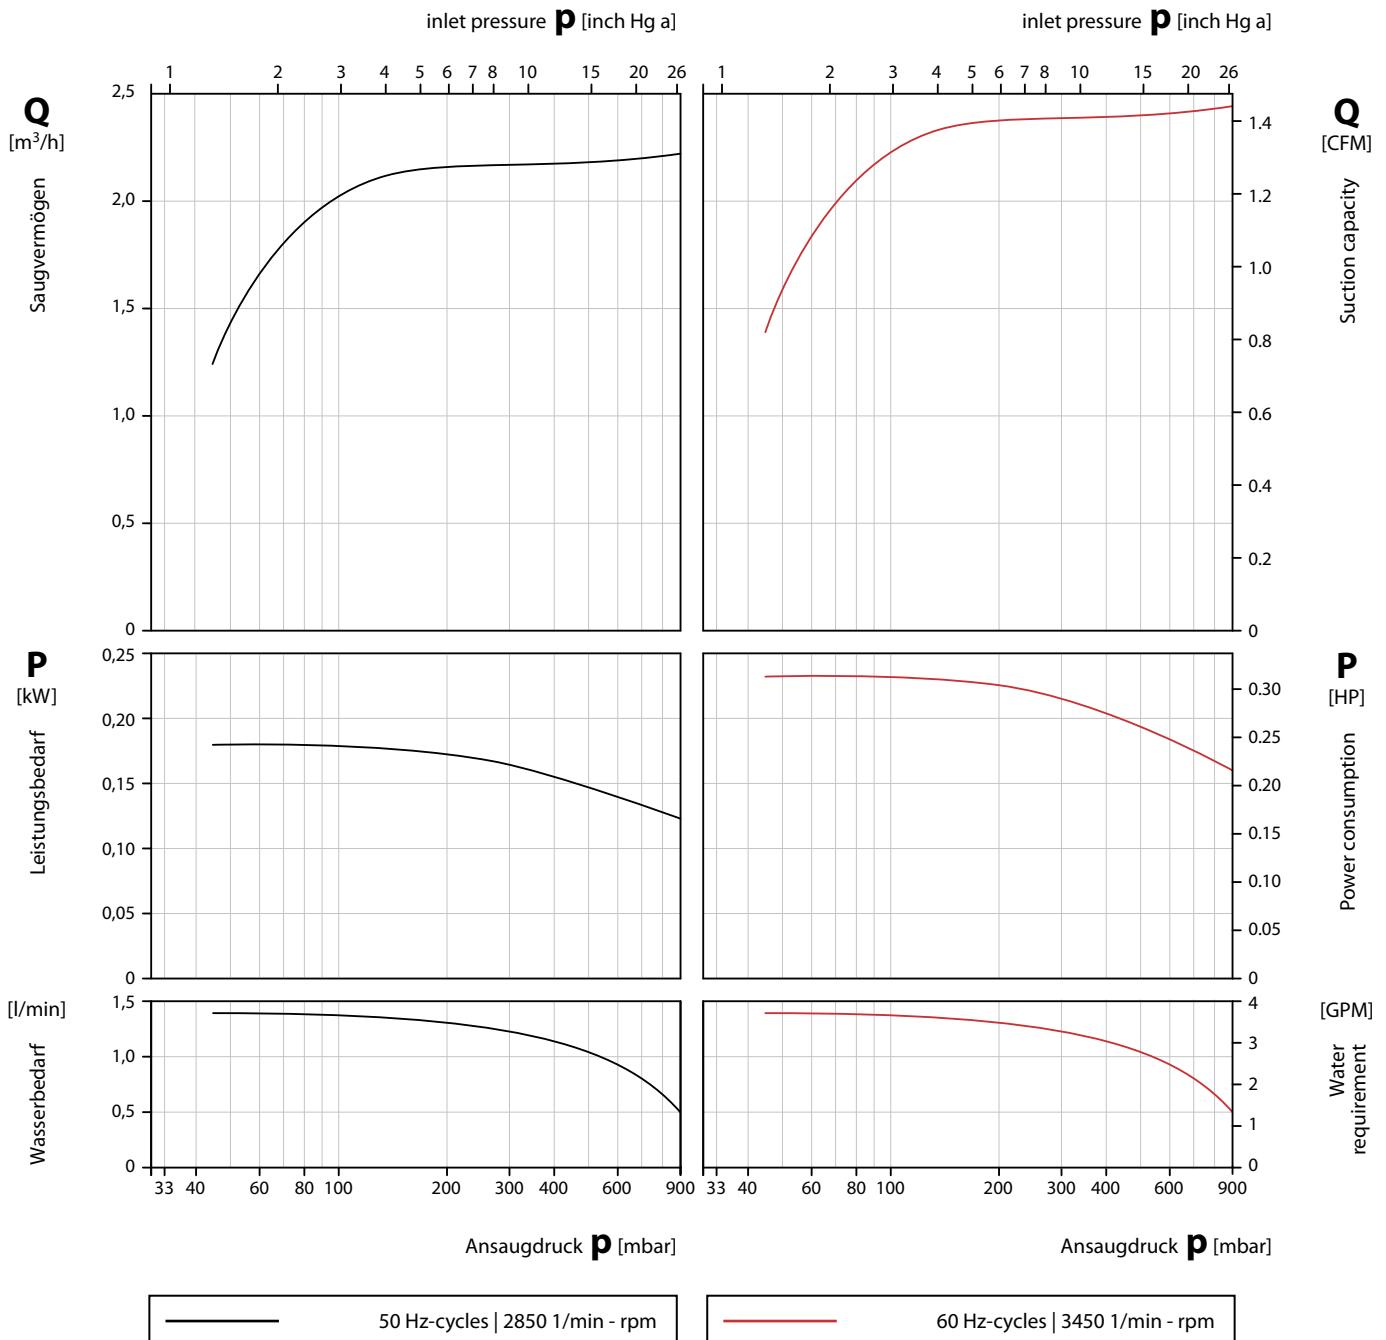 inlet pressure p [inch Hg a] inlet pressure p [inch Hg a]
1 2 3 4 5 6 7 8 10 15 20 26 1 2 3 4 5 6 7 8 10 15 20 26
Q
[m³/h]
Saugvermögen
2,5
2,0
1,5
1,0
0,5
0
Q
[CFM]
Suction capacity
1.4
1.2
1.0
0.8
0.6
0.4
0.2
0
P
[kW]
Leistungsbedarf
0,25
0,20
0,15
0,10
0,05
0
P
[HP]
Power consumption
0.30
0.25
0.20
0.15
0.10
0.05
0
[l/min]
Wasserbedarf
1,5
1,0
0,5
0
[GPM]
Water
requirement
4
3
2
1
0
33 40 60 80 100 200 300 400 600 900 33 40 60 80 100 200 300 400 600 900
Ansaugdruck p [mbar] Ansaugdruck p [mbar]
50 Hz-cycles | 2850 1/min - rpm 60 Hz-cycles | 3450 1/min - rpm